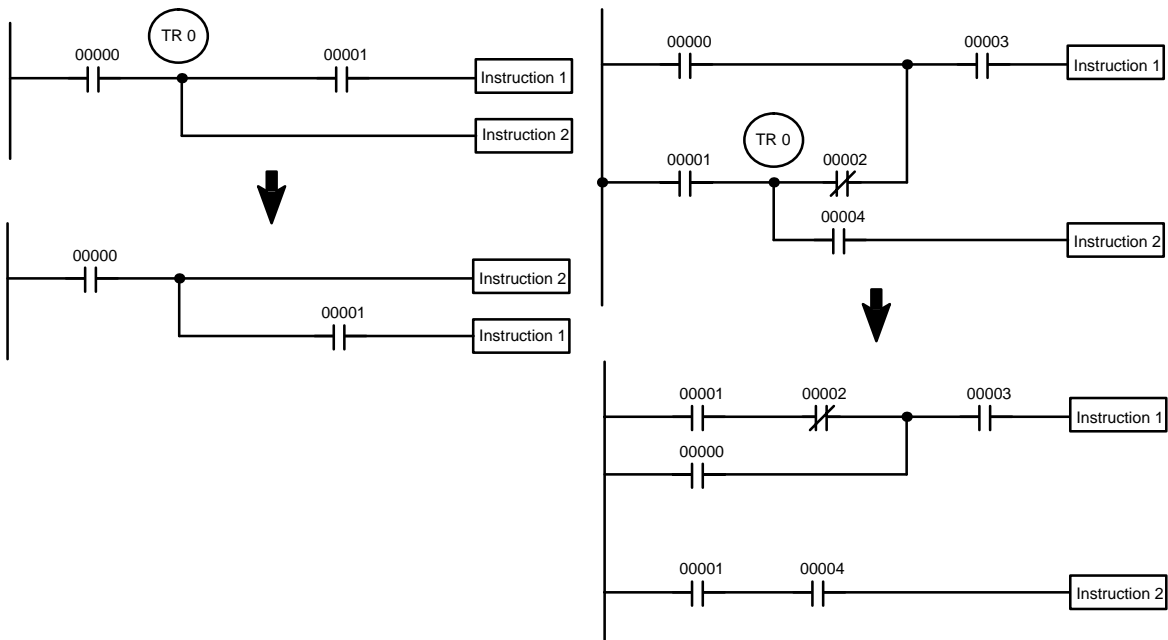 TR 0
00000
00001
Instruction 1
Instruction 2
00000
Instruction 2
00001
Instruction 1
00000
00003
Instruction 1
TR 0
00001
00002
00004
Instruction 2
00001
00002
00003
Instruction 1
00000
00001
00004
Instruction 2